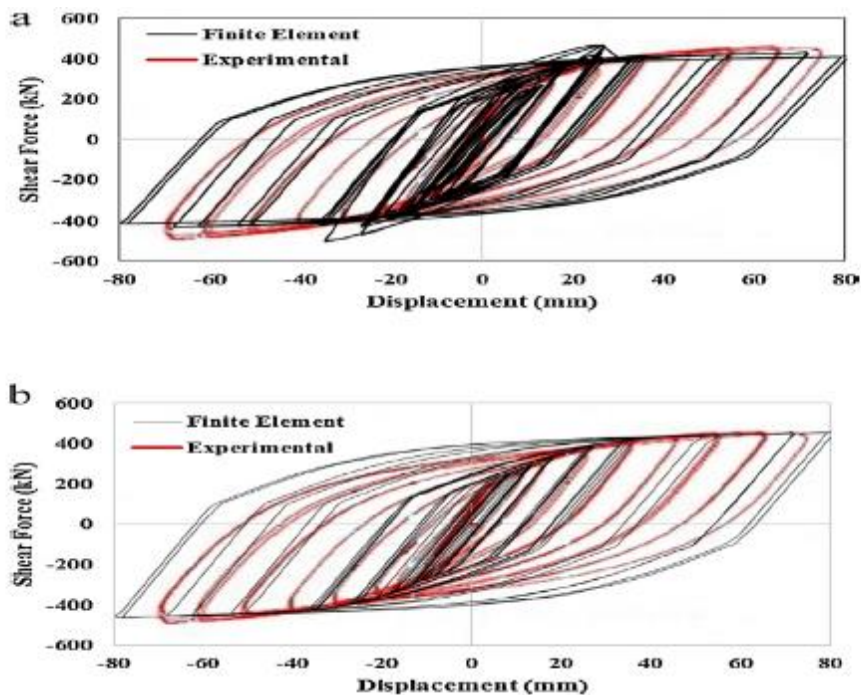 a
600
Finite Element
400
Experimental
200
0
-200
-400
-600
Shear Force (kN)
-80 -60 -40 -20 0 20 40 60 80
Displacement (mm)
b
600
Finite Element
400
Experimental
200
0
-200
-400
-600
Shear Force (kN)
-80 -60 -40 -20 0 20 40 60 80
Displacement (mm)